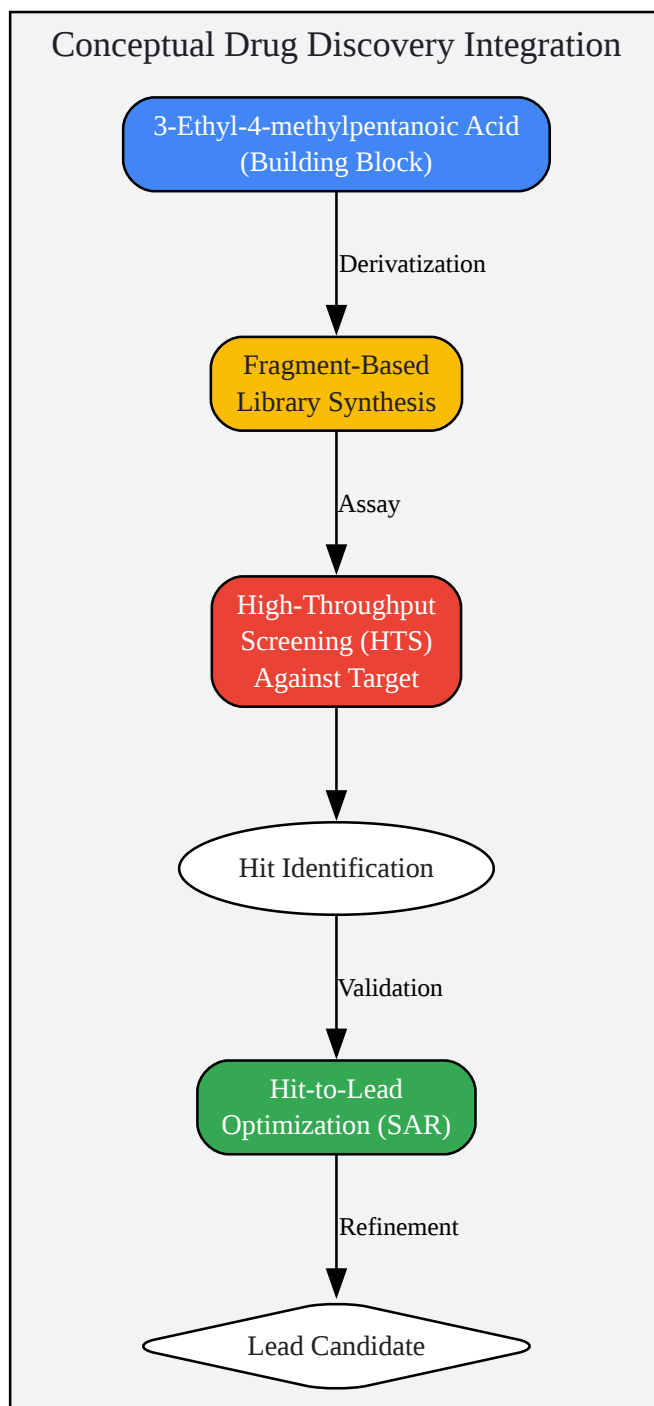 Conceptual Drug Discovery Integration
3-Ethyl-4-methylpentanoic Acid
(Building Block)
Derivatization
Fragment-Based
Library Synthesis
Assay
High-Throughput
Screening (HTS)
Against Target
Hit Identification
Validation
Hit-to-Lead
Optimization (SAR)
Refinement
Lead Candidate